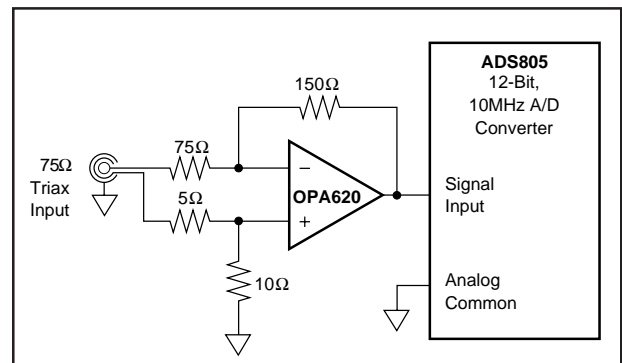 ADS805
12-Bit,
10MHz A/D
Converter
150Ω
75Ω
Triax
Input
75Ω
5Ω
−
OPA620
+
10Ω
Signal
Input
Analog
Common